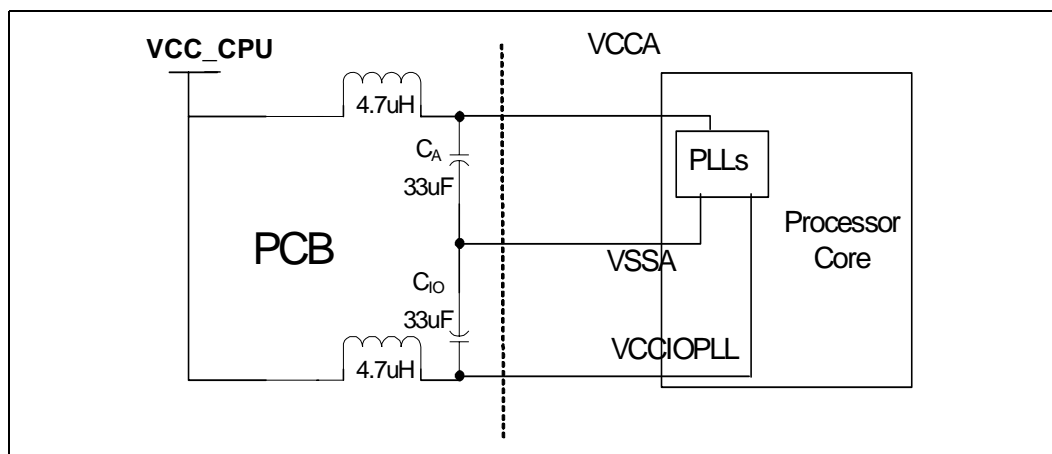 VCC_CPU
VCCA
4.7uH
CA
33uF
PLLs
PCB
Processor
Core
VSSA
CIO
33uF
VCCIOPLL
4.7uH